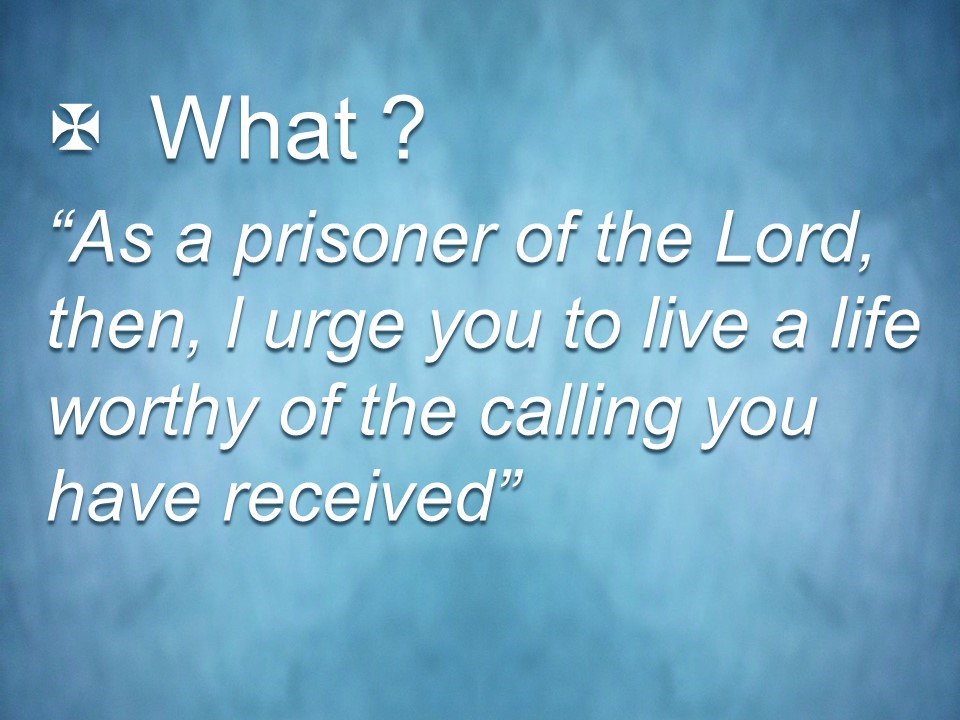 ✠ What ?
“As a prisoner of the Lord,
then, I urge you to live a life
worthy of the calling you
have received”